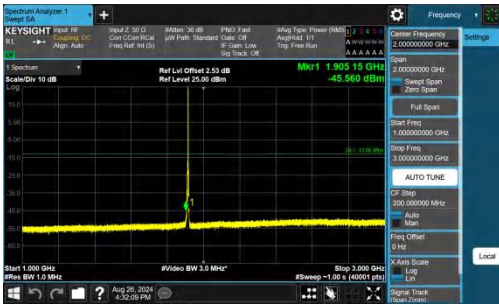 Spectrum Analyzer 1
Swept SA
Frequency
KEYSIGHT
Input: RF
Coupling: DC
Align: Auto
Input Z: 50 Ω
Corr CCorr RCal
Freq Ref: Int (S)
#Atten: 36 dB
µW Path: Standard
PNO: Fast
Gate: Off
IF Gain: Low
Sig Track: Off
#Avg Type: Power (RMS)
Avg|Hold: 1/1
Trig: Free Run
1 2 3 4 5
A W W W W W
A A A A A A
RL
1 Spectrum
Scale/Div 10 dB
Log
Ref Lvl Offset 2.53 dB
Ref Level 25.00 dBm
Mkr1 1.905 15 GHz
-45.560 dBm
15.0
5.00
-5.00
-15.0
-25.0
-35.0
-45.0
-55.0
-65.0
1
Start 1.000 GHz
#Res BW 1.0 MHz
#Video BW 3.0 MHz*
Stop 3.000 GHz
#Sweep ~1.00 s (40001 pts)
Center Frequency
2.000000000 GHz
Span
2.00000000 GHz
Swept Span
Zero Span
Full Span
Start Freq
1.000000000 GHz
Stop Freq
3.000000000 GHz
AUTO TUNE
CF Step
200.000000 MHz
Auto
Man
Freq Offset
0 Hz
X Axis Scale
Log
Lin
Signal Track
(Span Zoom)
Settings
Local
?
Aug 26, 2024
4:32:09 PM